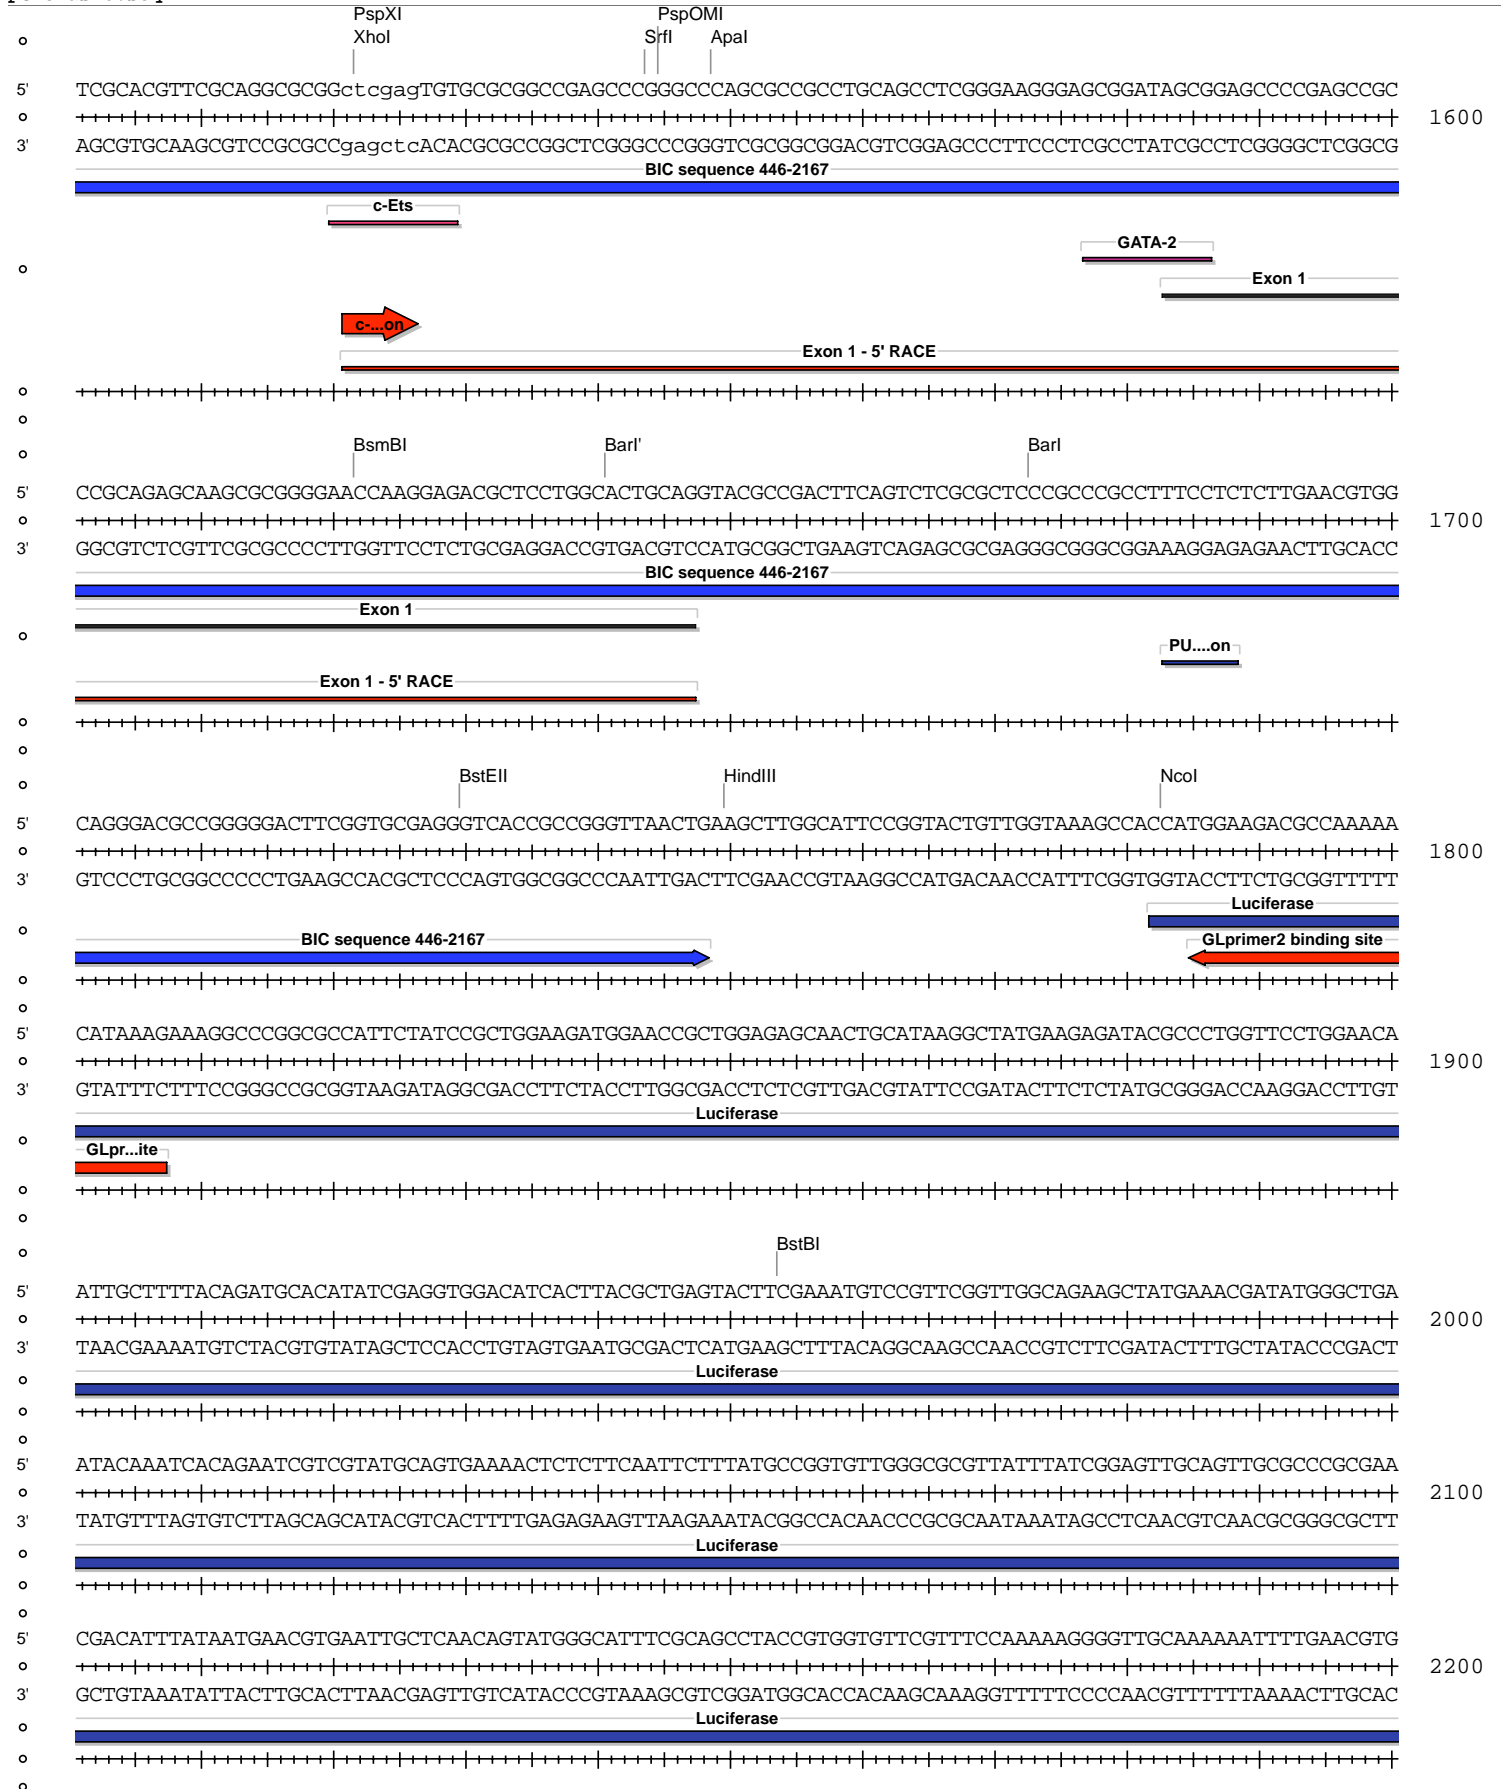 PspXI PspOMI
XhoI SrfI ApaI
5' TCGCACGTTCGCAGGCGCGGctcgagTGTGCGCGGCCGAGCCCGGGCCCAGCGCCGCCTGCAGCCTCGGGAAGGGAGCGGATAGCGGAGCCCCGAGCCGC
1600
3' AGCGTGCAAGCGTCCGCGCCgagctcACACGCGCCGGCTCGGGCCCGGGTCGCGGCGGACGTCGGAGCCCTTCCCTCGCCTATCGCCTCGGGGCTCGGCG
BIC sequence 446-2167
c-Ets
GATA-2
Exon 1
c-...on
Exon 1 - 5' RACE
BsmBI BarI' BarI
5' CCGCAGAGCAAGCGCGGGGAACCAAGGAGACGCTCCTGGCACTGCAGGTACGCCGACTTCAGTCTCGCGCTCCCGCCCGCCTTTCCTCTCTTGAACGTGG
1700
3' GGCGTCTCGTTCGCGCCCCTTGGTTCCTCTGCGAGGACCGTGACGTCCATGCGGCTGAAGTCAGAGCGCGAGGGCGGGCGGAAAGGAGAGAACTTGCACC
BIC sequence 446-2167
Exon 1
PU....on
Exon 1 - 5' RACE
BstEII HindIII NcoI
5' CAGGGACGCCGGGGGACTTCGGTGCGAGGGTCACCGCCGGGTTAACTGAAGCTTGGCATTCCGGTACTGTTGGTAAAGCCACCATGGAAGACGCCAAAAA
1800
3' GTCCCTGCGGCCCCCTGAAGCCACGCTCCCAGTGGCGGCCCAATTGACTTCGAACCGTAAGGCCATGACAACCATTTCGGTGGTACCTTCTGCGGTTTTT
Luciferase
BIC sequence 446-2167 GLprimer2 binding site
5' CATAAAGAAAGGCCCGGCGCCATTCTATCCGCTGGAAGATGGAACCGCTGGAGAGCAACTGCATAAGGCTATGAAGAGATACGCCCTGGTTCCTGGAACA
1900
3' GTATTTCTTTCCGGGCCGCGGTAAGATAGGCGACCTTCTACCTTGGCGACCTCTCGTTGACGTATTCCGATACTTCTCTATGCGGGACCAAGGACCTTGT
Luciferase
GLpr...ite
BstBI
5' ATTGCTTTTACAGATGCACATATCGAGGTGGACATCACTTACGCTGAGTACTTCGAAATGTCCGTTCGGTTGGCAGAAGCTATGAAACGATATGGGCTGA
2000
3' TAACGAAAATGTCTACGTGTATAGCTCCACCTGTAGTGAATGCGACTCATGAAGCTTTACAGGCAAGCCAACCGTCTTCGATACTTTGCTATACCCGACT
Luciferase
5' ATACAAATCACAGAATCGTCGTATGCAGTGAAAACTCTCTTCAATTCTTTATGCCGGTGTTGGGCGCGTTATTTATCGGAGTTGCAGTTGCGCCCGCGAA
2100
3' TATGTTTAGTGTCTTAGCAGCATACGTCACTTTTGAGAGAAGTTAAGAAATACGGCCACAACCCGCGCAATAAATAGCCTCAACGTCAACGCGGGCGCTT
Luciferase
5' CGACATTTATAATGAACGTGAATTGCTCAACAGTATGGGCATTTCGCAGCCTACCGTGGTGTTCGTTTCCAAAAAGGGGTTGCAAAAAATTTTGAACGTG
2200
3' GCTGTAAATATTACTTGCACTTAACGAGTTGTCATACCCGTAAAGCGTCGGATGGCACCACAAGCAAAGGTTTTTCCCCAACGTTTTTTAAAACTTGCAC
Luciferase